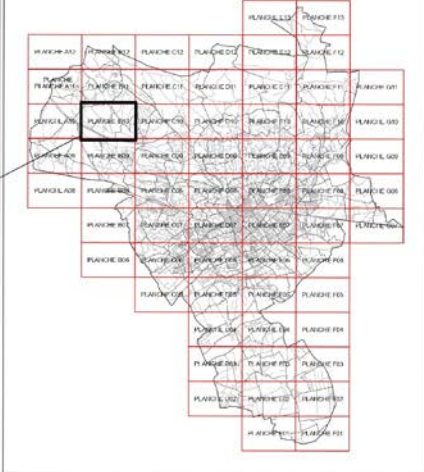 PLANCHE E13 PLANCHE F13
PLANCHE A12 PLANCHE B12 PLANCHE C12 PLANCHE D12 PLANCHE E12 PLANCHE F12
PLANCHE
PLANCHE A11 PLANCHE B11 PLANCHE C11 PLANCHE D11 PLANCHE E11 PLANCHE F11 PLANCHE G11
PLANCHE A10 PLANCHE B10 PLANCHE C10 PLANCHE D10 PLANCHE E10 PLANCHE F10 PLANCHE G10
PLANCHE A09 PLANCHE B09 PLANCHE C09 PLANCHE D09 PLANCHE E09 PLANCHE F09 PLANCHE G09
PLANCHE A08 PLANCHE B08 PLANCHE C08 PLANCHE D08 PLANCHE E08 PLANCHE F08 PLANCHE G08
PLANCHE B07 PLANCHE C07 PLANCHE D07 PLANCHE E07 PLANCHE F07 PLANCHE G07
PLANCHE B06 PLANCHE C06 PLANCHE D06 PLANCHE E06 PLANCHE F06
PLANCHE C05 PLANCHE D05 PLANCHE E05 PLANCHE F05
PLANCHE D04 PLANCHE E04 PLANCHE F04
PLANCHE D03 PLANCHE E03 PLANCHE F03
PLANCHE D02 PLANCHE E02 PLANCHE F02
PLANCHE E01 PLANCHE F01